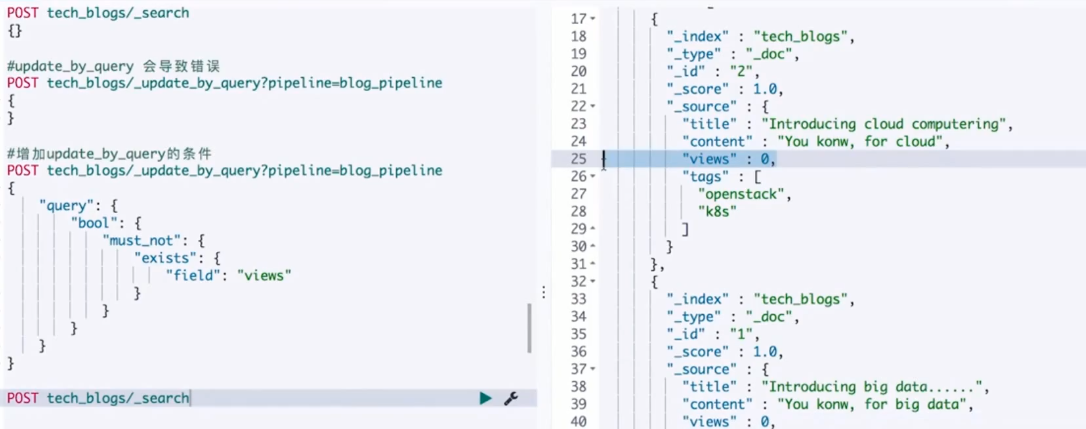 POST tech_blogs/_search
{}
#update_by_query 会导致错误
POST tech_blogs/_update_by_query?pipeline=blog_pipeline
{
}
#增加update_by_query的条件
POST tech_blogs/_update_by_query?pipeline=blog_pipeline
{
"query": {
"bool": {
"must_not": {
"exists": {
"field": "views"
}
}
}
}
}
POST tech_blogs/_search
17 {
18 "_index" : "tech_blogs",
19 "_type" : "_doc",
20 "_id" : "2",
21 "_score" : 1.0,
22 "_source" : {
23 "title" : "Introducing cloud computering",
24 "content" : "You konw, for cloud",
25 "views" : 0,
26 "tags" : [
27 "openstack",
28 "k8s"
29 ]
30 }
31 },
32 {
33 "_index" : "tech_blogs",
34 "_type" : "_doc",
35 "_id" : "1",
36 "_score" : 1.0,
37 "_source" : {
38 "title" : "Introducing big data......",
39 "content" : "You konw, for big data",
40 "views" : 0,